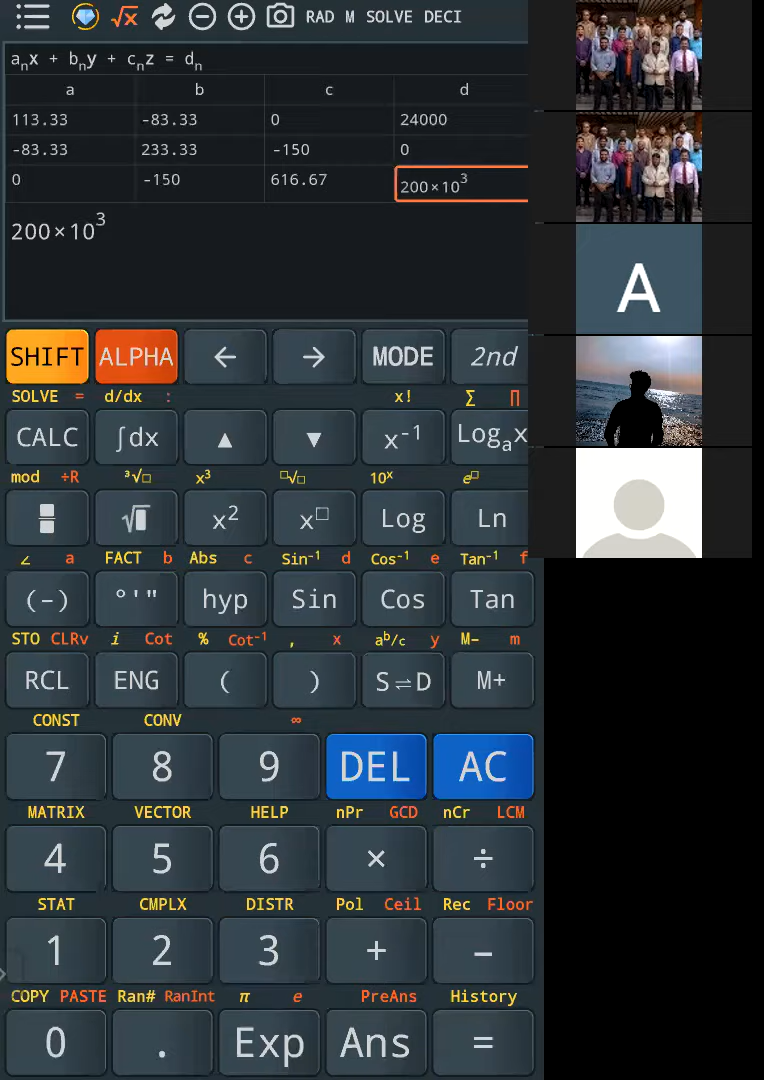 RAD M SOLVE DECI
aₙx + bₙy + cₙz = dₙ
a b c d
113.33 -83.33 0 24000
-83.33 233.33 -150 0
0 -150 616.67 200×10³
200×10³
A
SHIFT ALPHA ← → MODE 2nd
SOLVE = d/dx : x! ∑ ∏
CALC ∫dx ▲ ▼ x⁻¹ Logₐx
mod ÷R ³√□ x³ □√□ 10ˣ e□
√ x² x□ Log Ln
∠ a FACT b Abs c Sin⁻¹ d Cos⁻¹ e Tan⁻¹ f
(−) °'" hyp Sin Cos Tan
STO CLRv i Cot % Cot⁻¹ , x aᵇ/c y M− m
RCL ENG ( ) S⇌D M+
CONST CONV ∞
7 8 9 DEL AC
MATRIX VECTOR HELP nPr GCD nCr LCM
4 5 6 × ÷
STAT CMPLX DISTR Pol Ceil Rec Floor
1 2 3 + −
COPY PASTE Ran# RanInt π e PreAns History
0 . Exp Ans =